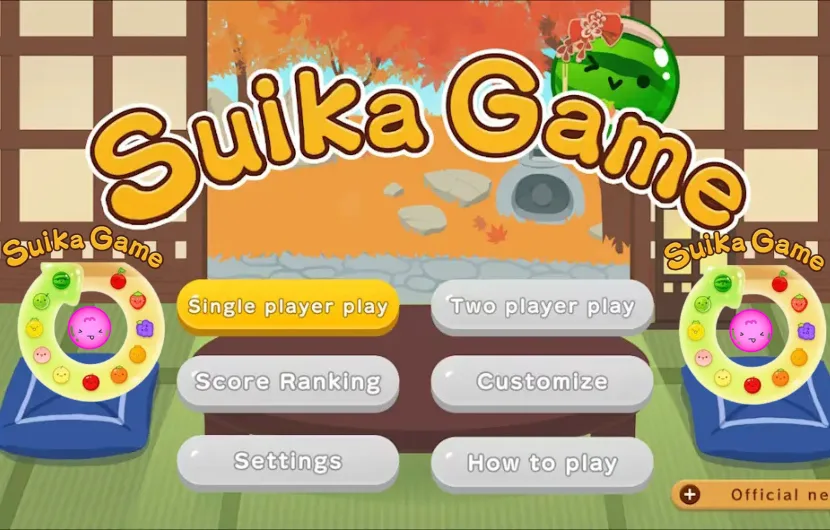 Suika Game
Suika Game
Suika Game
Single player play
Two player play
Score Ranking
Customize
Settings
How to play
Official ne